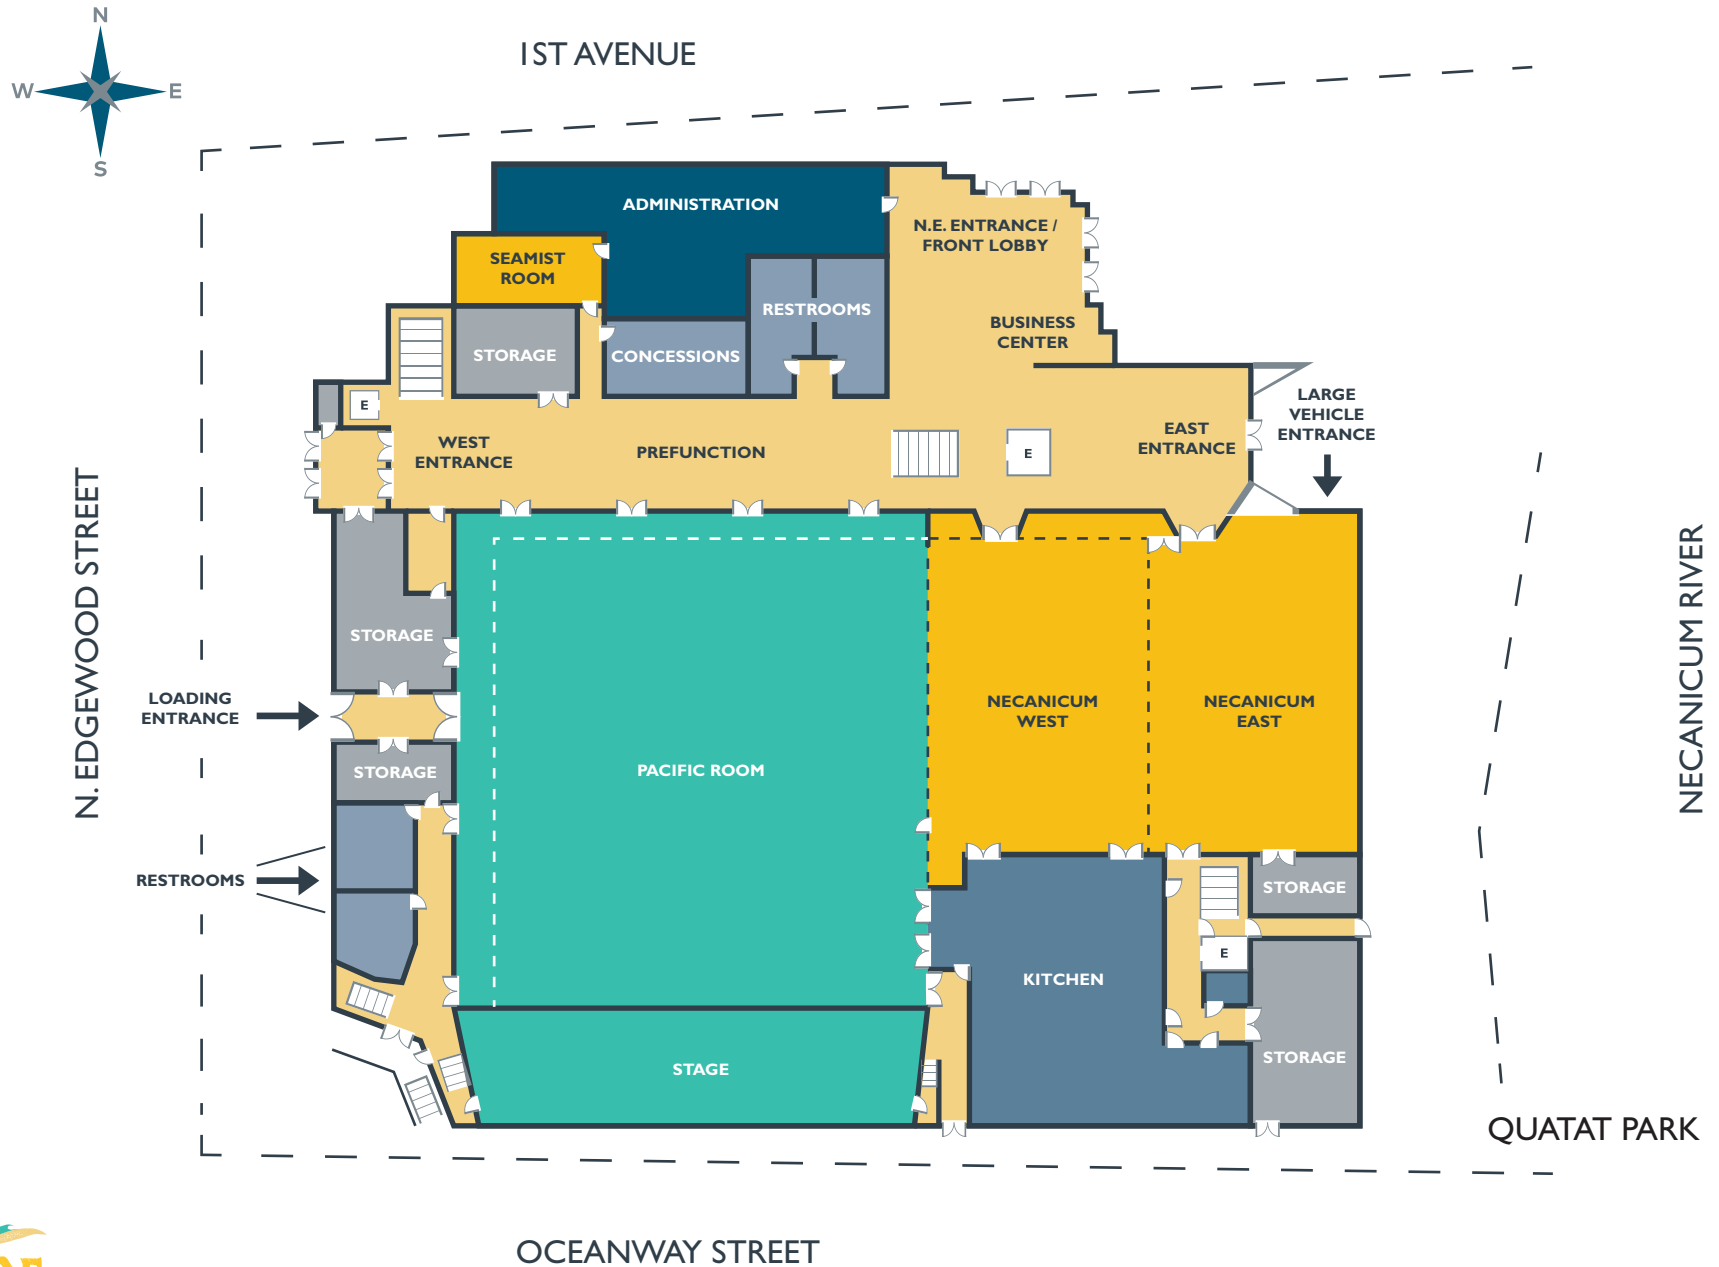 N
W
E
S
1ST AVENUE
ADMINISTRATION
N.E. ENTRANCE /
FRONT LOBBY
SEAMIST
ROOM
RESTROOMS
BUSINESS
CENTER
STORAGE
CONCESSIONS
E
LARGE
VEHICLE
ENTRANCE
WEST
ENTRANCE
PREFUNCTION
E
EAST
ENTRANCE
N. EDGEWOOD STREET
NECANICUM RIVER
STORAGE
LOADING
ENTRANCE
NECANICUM
WEST
NECANICUM
EAST
STORAGE
PACIFIC ROOM
RESTROOMS
STORAGE
E
KITCHEN
STORAGE
STAGE
QUATAT PARK
OCEANWAY STREET